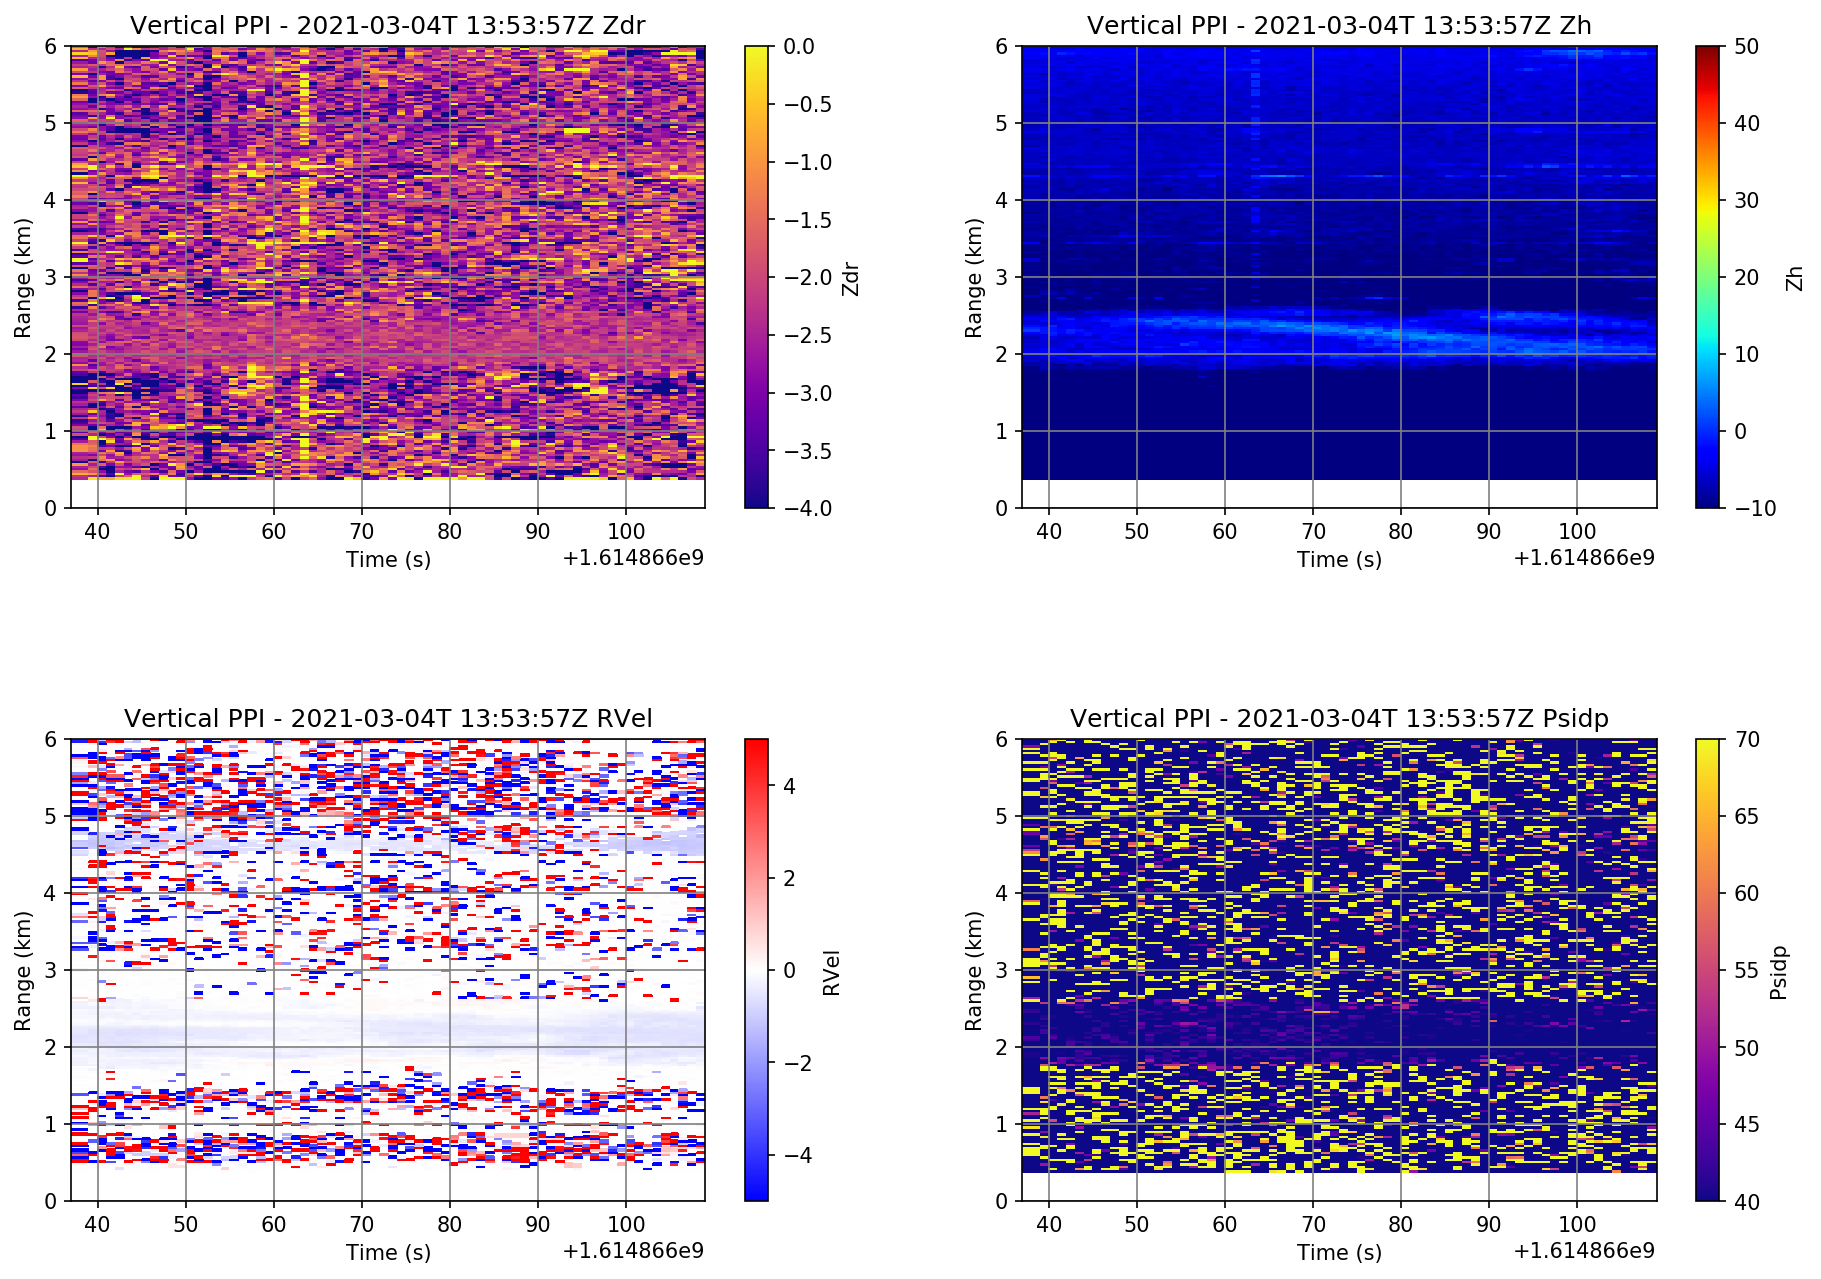 Vertical PPI - 2021-03-04T 13:53:57Z Zdr
6
5
4
3
2
1
0
Range (km)
40 50 60 70 80 90 100
Time (s)
+1.614866e9
0.0
−0.5
−1.0
−1.5
−2.0
−2.5
−3.0
−3.5
−4.0
Zdr
Vertical PPI - 2021-03-04T 13:53:57Z Zh
6
5
4
3
2
1
0
Range (km)
40 50 60 70 80 90 100
Time (s)
+1.614866e9
50
40
30
20
10
0
−10
Zh
Vertical PPI - 2021-03-04T 13:53:57Z RVel
6
5
4
3
2
1
0
Range (km)
40 50 60 70 80 90 100
Time (s)
+1.614866e9
4
2
0
−2
−4
RVel
Vertical PPI - 2021-03-04T 13:53:57Z Psidp
6
5
4
3
2
1
0
Range (km)
40 50 60 70 80 90 100
Time (s)
+1.614866e9
70
65
60
55
50
45
40
Psidp